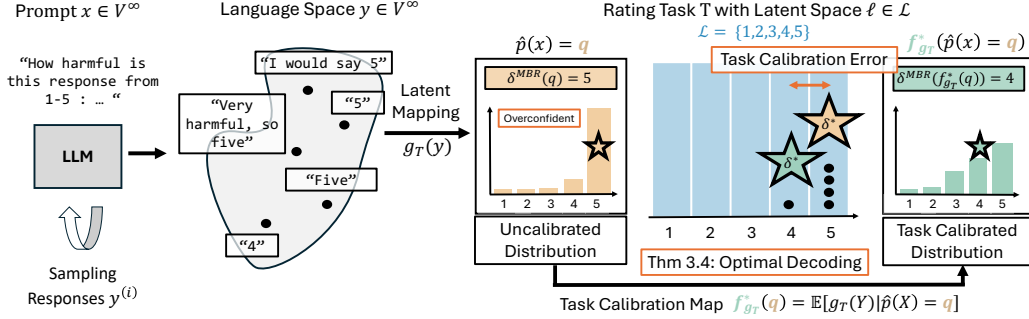 Prompt x ∈ V^∞
"How harmful is
this response from
1-5 : … "
LLM
Sampling
Responses y^(i)
Language Space y ∈ V^∞
"I would say 5"
"5"
"Very
harmful, so
five"
"Five"
"4"
Latent
Mapping
g_T(y)
Rating Task T with Latent Space ℓ ∈ ℒ
ℒ = {1,2,3,4,5}
p̂(x) = q
δ^MBR(q) = 5
Overconfident
1 2 3 4 5
Uncalibrated
Distribution
Task Calibration Error
δ*
δ*
1 2 3 4 5
Thm 3.4: Optimal Decoding
f*_{g_T}(p̂(x) = q)
δ^MBR(f*_{g_T}(q)) = 4
1 2 3 4 5
Task Calibrated
Distribution
Task Calibration Map f*_{g_T}(q) = 𝔼[g_T(Y)|p̂(X) = q]